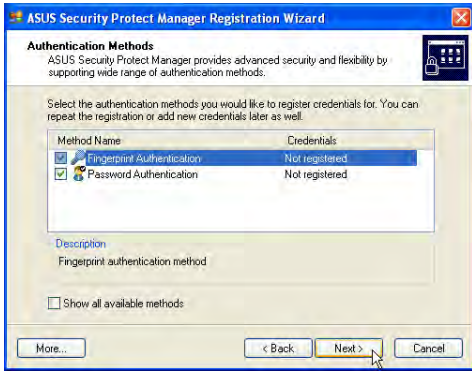 ASUS Security Protect Manager Registration Wizard
Authentication Methods
ASUS Security Protect Manager provides advanced security and flexibility by
supporting wide range of authentication methods.
Select the authentication methods you would like to register credentials for. You can
repeat the registration or add new credentials later as well.
Method Name Credentials
Fingerprint Authentication Not registered
Password Authentication Not registered
Description
Fingerprint authentication method
Show all available methods
More... < Back Next > Cancel